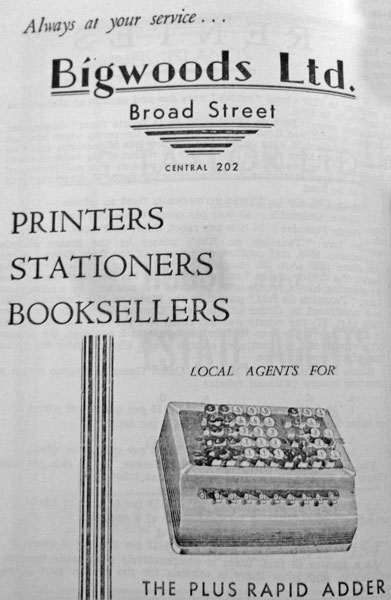 Always at your service . . .
Bigwoods Ltd.
Broad Street
CENTRAL 202
PRINTERS
STATIONERS
BOOKSELLERS
LOCAL AGENTS FOR
THE PLUS RAPID ADDER